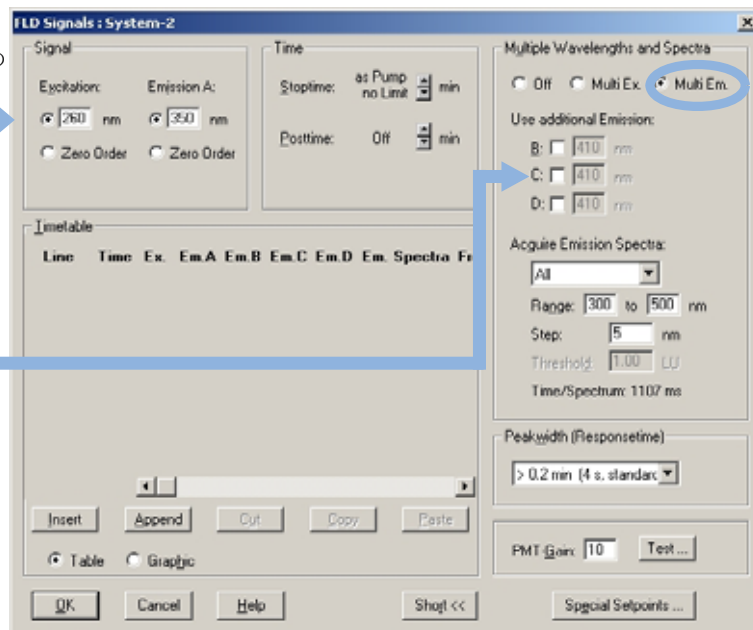 FLD Signals : System-2
Signal
Excitation:
Emission A:
260 nm
350 nm
Zero Order
Zero Order
Time
Stoptime:
as Pump
no Limit
min
Posttime:
Off
min
Multiple Wavelengths and Spectra
Off
Multi Ex.
Multi Em.
Use additional Emission:
B: 410 nm
C: 410 nm
D: 410 nm
Acquire Emission Spectra:
All
Range: 300 to 500 nm
Step: 5 nm
Threshold: 1.00 LU
Time/Spectrum: 1107 ms
Timetable
Line Time Ex. Em.A Em.B Em.C Em.D Em. Spectra
Insert
Append
Cut
Copy
Paste
Table
Graphic
Peakwidth (Responsetime)
> 0.2 min (4 s, standarc
PMT-Gain: 10
Test ...
OK
Cancel
Help
Short <<
Special Setpoints ...